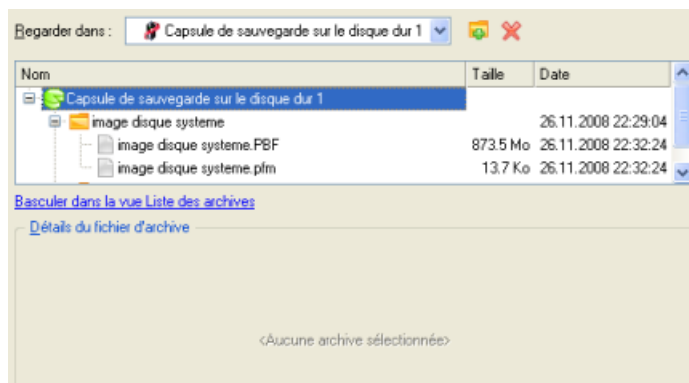 Regarder dans : Capsule de sauvegarde sur le disque dur 1
Nom Taille Date
Capsule de sauvegarde sur le disque dur 1
image disque systeme 26.11.2008 22:29:04
image disque systeme.PBF 873.5 Mo 26.11.2008 22:32:24
image disque systeme.pfm 13.7 Ko 26.11.2008 22:32:24
Basculer dans la vue Liste des archives
Détails du fichier d'archive
<Aucune archive sélectionnée>